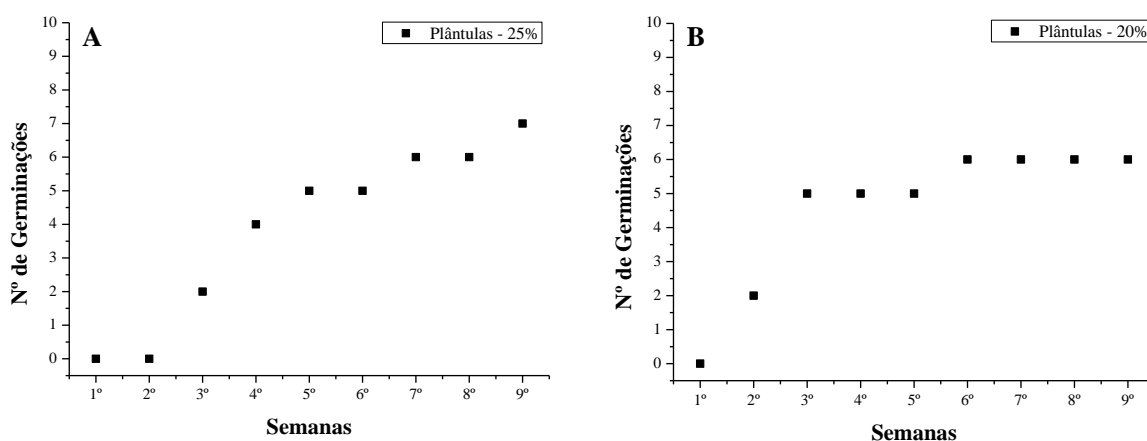 A
Plântulas - 25%
10
9
8
7
6
5
4
3
2
1
0
Nº de Germinações
1º 2º 3º 4º 5º 6º 7º 8º 9º
Semanas
B
Plântulas - 20%
10
9
8
7
6
5
4
3
2
1
0
Nº de Germinações
1º 2º 3º 4º 5º 6º 7º 8º 9º
Semanas